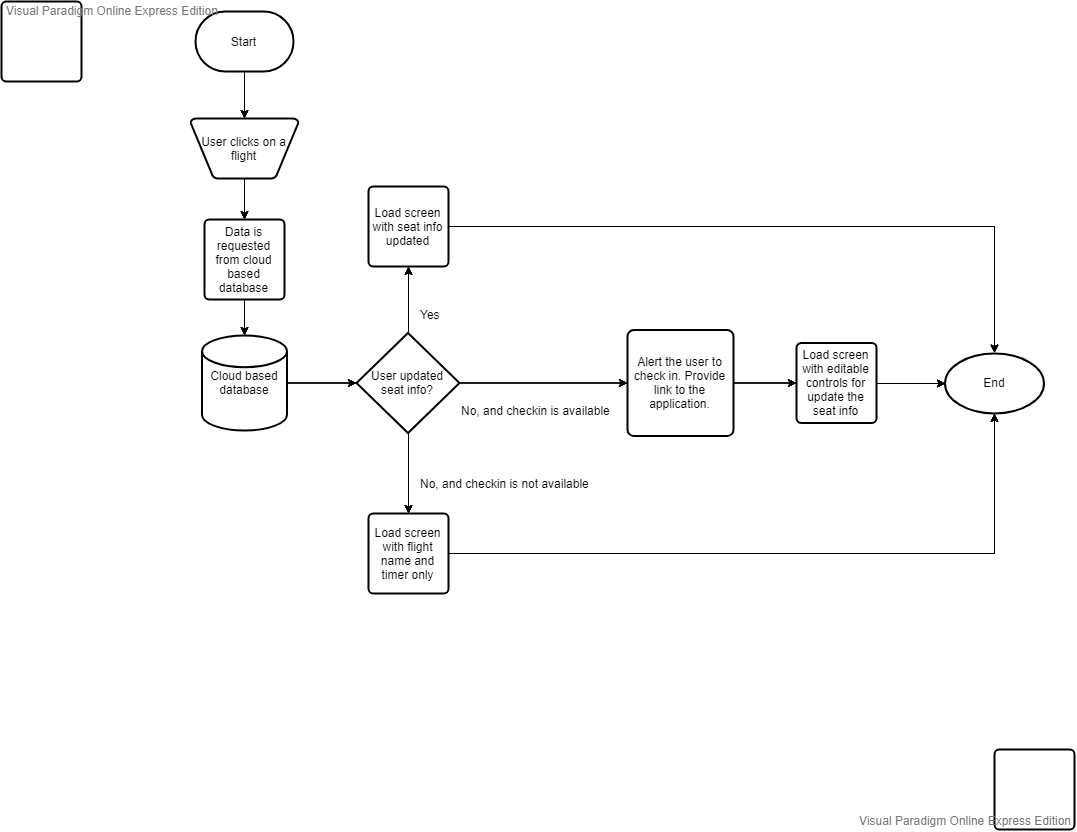 Visual Paradigm Online Express Edition
Start
User clicks on a
flight
Data is
requested
from cloud
based
database
Cloud based
database
Load screen
with seat info
updated
Yes
User updated
seat info?
No, and checkin is available
Alert the user to
check in. Provide
link to the
application.
Load screen
with editable
controls for
update the
seat info
End
No, and checkin is not available
Load screen
with flight
name and
timer only
Visual Paradigm Online Express Edition